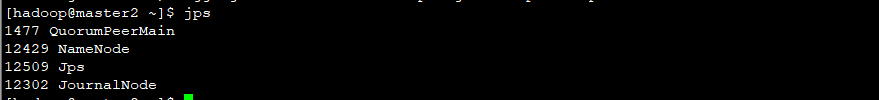 [hadoop@master2 ~]$ jps
1477 QuorumPeerMain
12429 NameNode
12509 Jps
12302 JournalNode